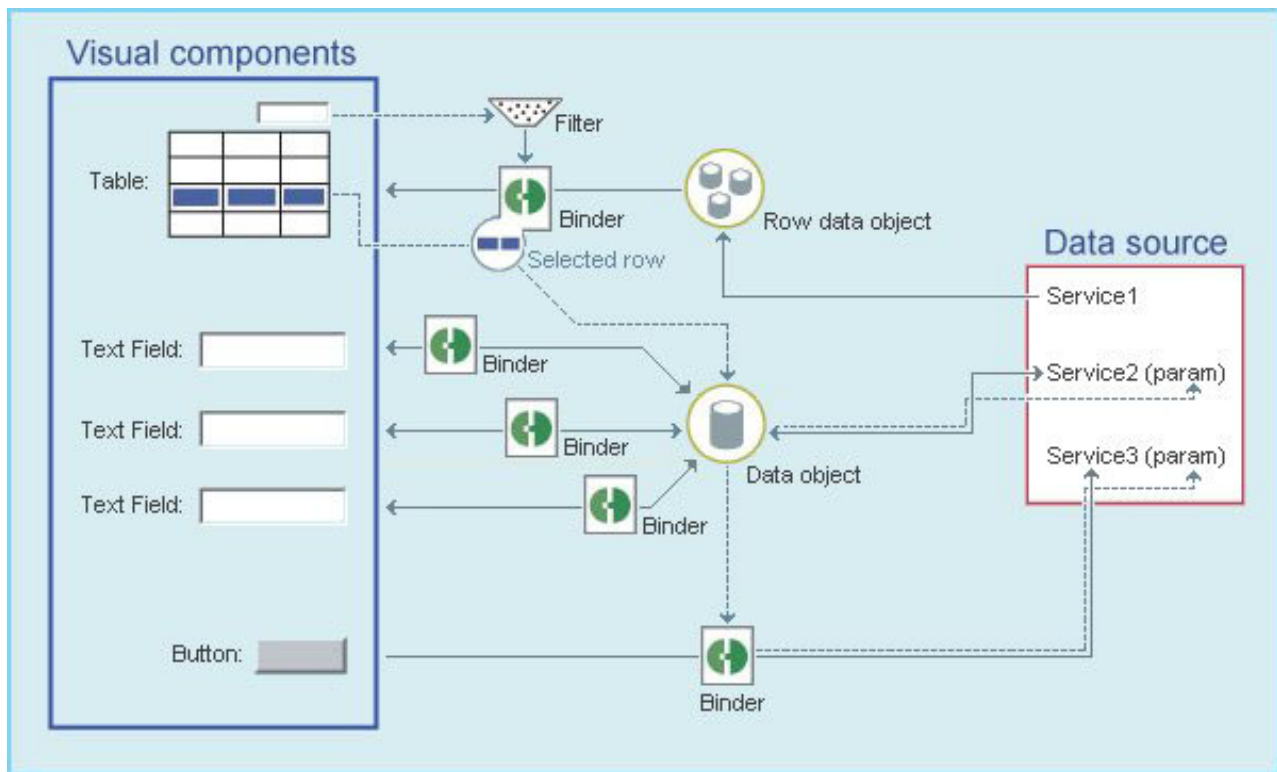 Visual components
Filter
Table:
Binder
Row data object
Selected row
Data source
Service1
Text Field:
Binder
Service2 (param)
Text Field:
Binder
Data object
Service3 (param)
Text Field:
Binder
Button:
Binder